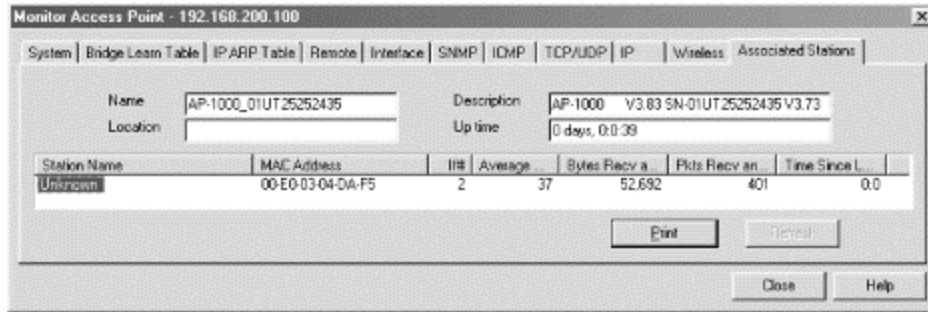 Monitor Access Point - 192.168.200.100
System Bridge Learn Table IP ARP Table Remote Interface SNMP ICMP TCP/UDP IP Wireless Associated Stations
Name AP-1000_01UT25252435 Description AP-1000 V3.83 SN-01UT25252435 V3.73
Location Up time 0 days, 0:0:39
Station Name MAC Address If# Average ... Bytes Recv a... Pkts Recv an... Time Since L...
Unknown 00-E0-03-04-DA-F5 2 37 52,692 401 0:0
Print Refresh
Close Help